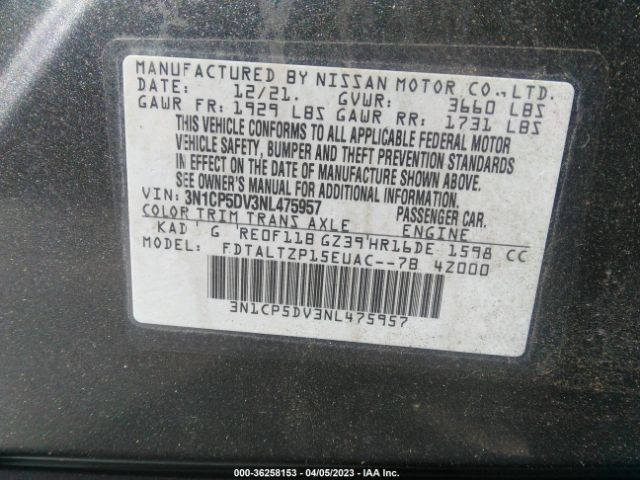 MANUFACTURED BY NISSAN MOTOR CO.,LTD.
DATE: 12/21. GVWR: 3660 LBS
GAWR FR: 1929 LBS GAWR RR: 1731 LBS
THIS VEHICLE CONFORMS TO ALL APPLICABLE FEDERAL MOTOR
VEHICLE SAFETY, BUMPER AND THEFT PREVENTION STANDARDS
IN EFFECT ON THE DATE OF MANUFACTURE SHOWN ABOVE.
SEE OWNER'S MANUAL FOR ADDITIONAL INFORMATION.
VIN: 3N1CP5DV3NL475957 PASSENGER CAR.
COLOR TRIM TRANS AXLE ENGINE
KAD G RE0F11B GZ39 HR16DE 1598 CC
MODEL: FDTALTZP15EUAC--7B 4Z000
3N1CP5DV3NL475957
000-36258153 - 04/05/2023 - IAA Inc.